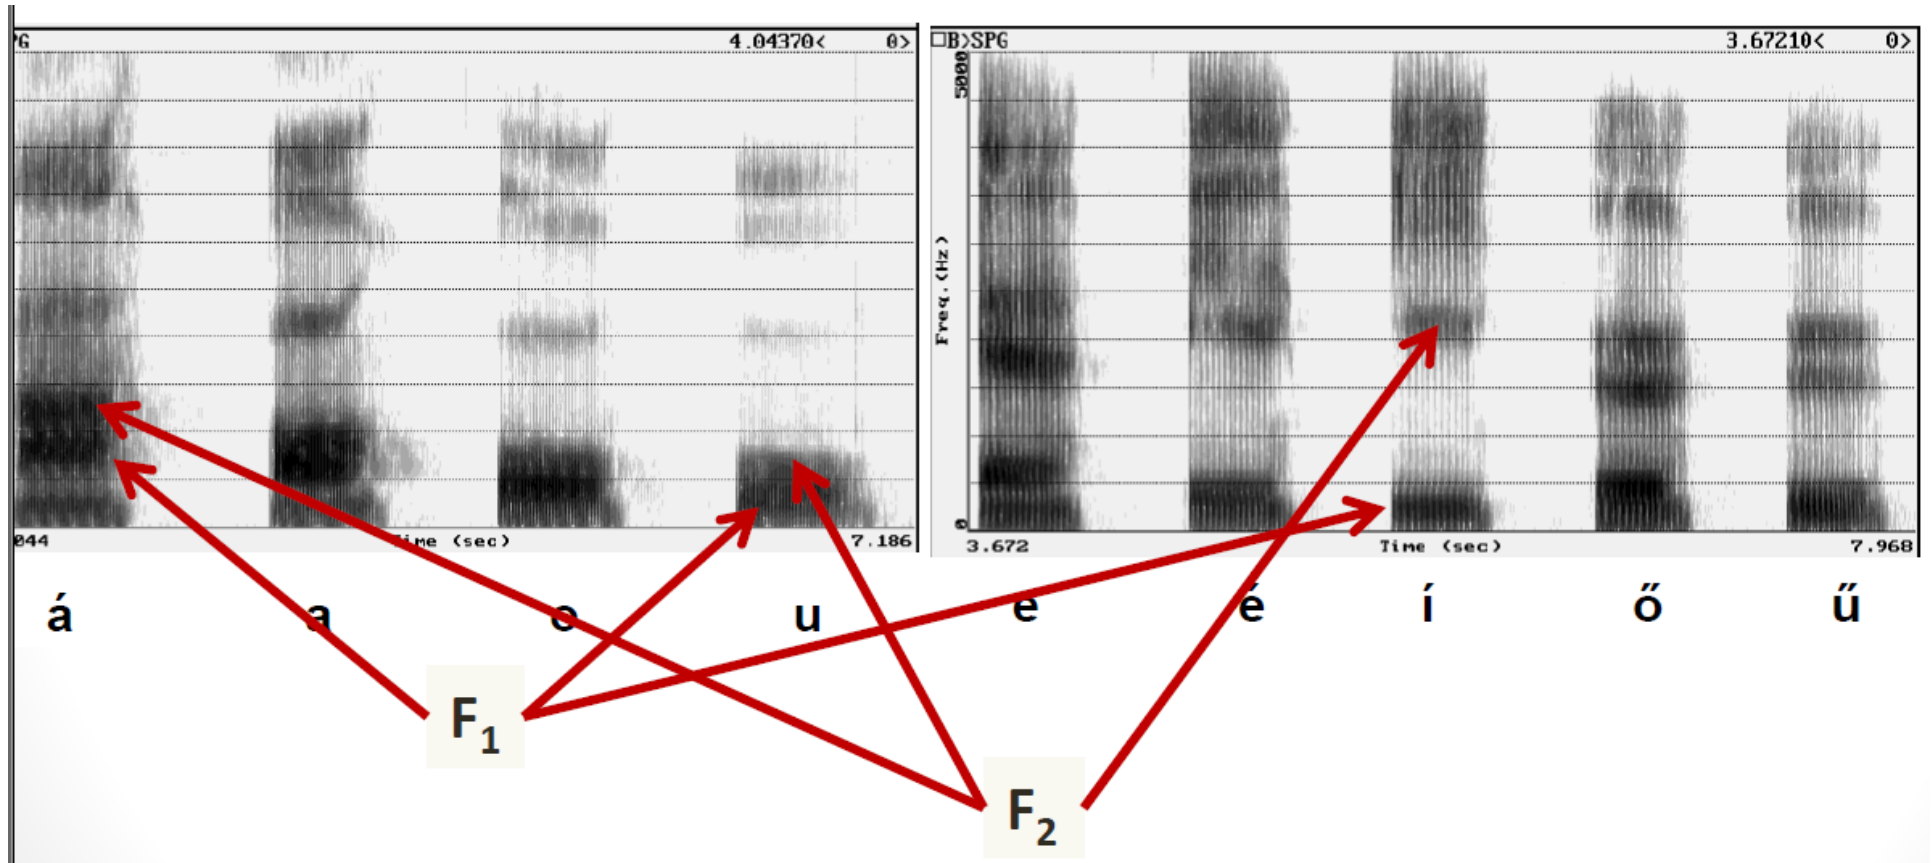 PG 4.04370< 0>
044 Time (sec) 7.186
□B>SPG 3.67210< 0>
5000
Freq.(Hz)
0
3.672 Time (sec) 7.968
á a o u e é í ő ű
F1
F2